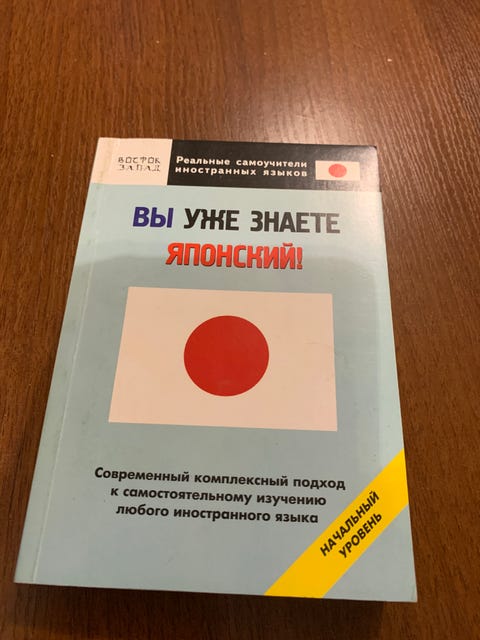 ВОСТОК
ЗАПАД
Реальные самоучители
иностранных языков
ВЫ УЖЕ ЗНАЕТЕ
ЯПОНСКИЙ!
Современный комплексный подход
к самостоятельному изучению
любого иностранного языка
НАЧАЛЬНЫЙ
УРОВЕНЬ